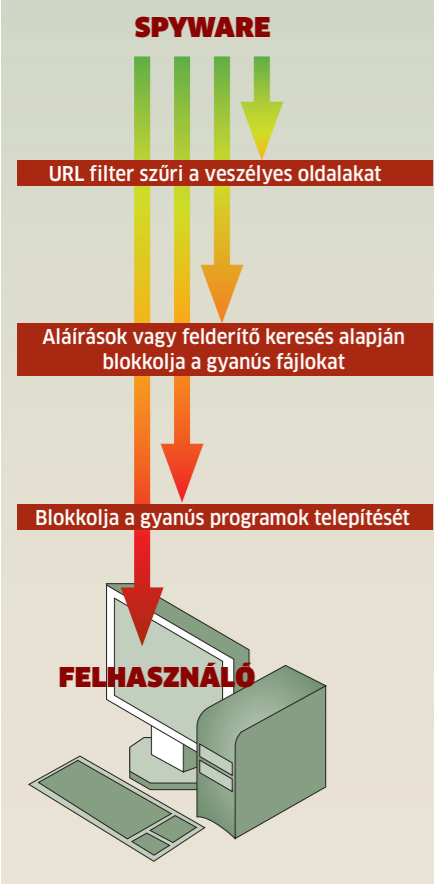 SPYWARE
URL filter szűri a veszélyes oldalakat
Aláírások vagy felderítő keresés alapján
blokkolja a gyanús fájlokat
Blokkolja a gyanús programok telepítését
FELHASZNÁLÓ